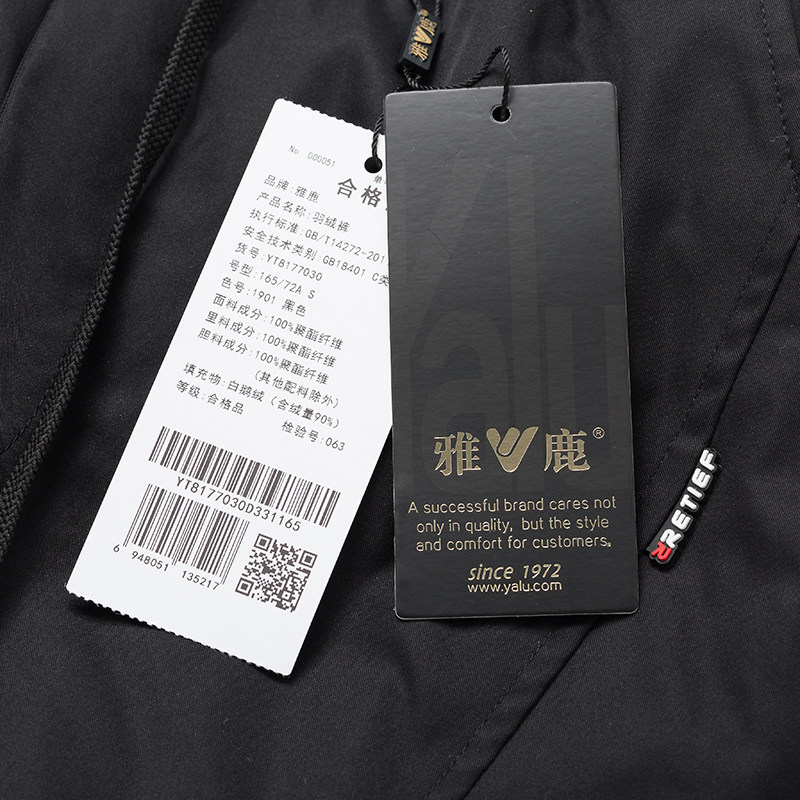 雅鹿
No 000051
合格
品牌:雅鹿
产品名称:羽绒裤
执行标准:GB/T14272-201
安全技术类别:GB18401 C类
货号:YT8177030
号型:165/72A S
色号:1901 黑色
面料成分:100%聚酯纤维
里料成分:100%聚酯纤维
胆料成分:100%聚酯纤维
(其他配料除外)
填充物:白鹅绒(含绒量90%)
等级:合格品
检验号:063
YT8177030D331165
6 948051 135217
Yalu
雅鹿®
A successful brand cares not
only in quality, but the style
and comfort for customers.
since 1972
www.yalu.com
RRETIEF